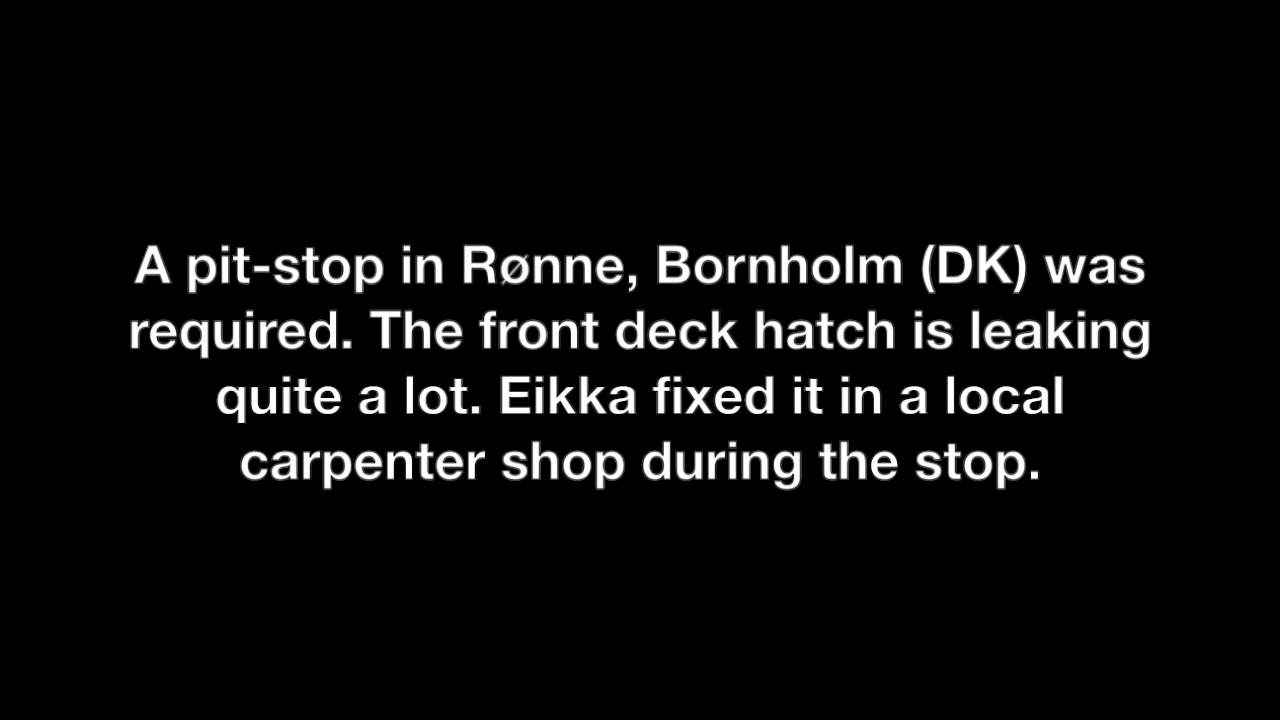 A pit-stop in Rønne, Bornholm (DK) was
required. The front deck hatch is leaking
quite a lot. Eikka fixed it in a local
carpenter shop during the stop.